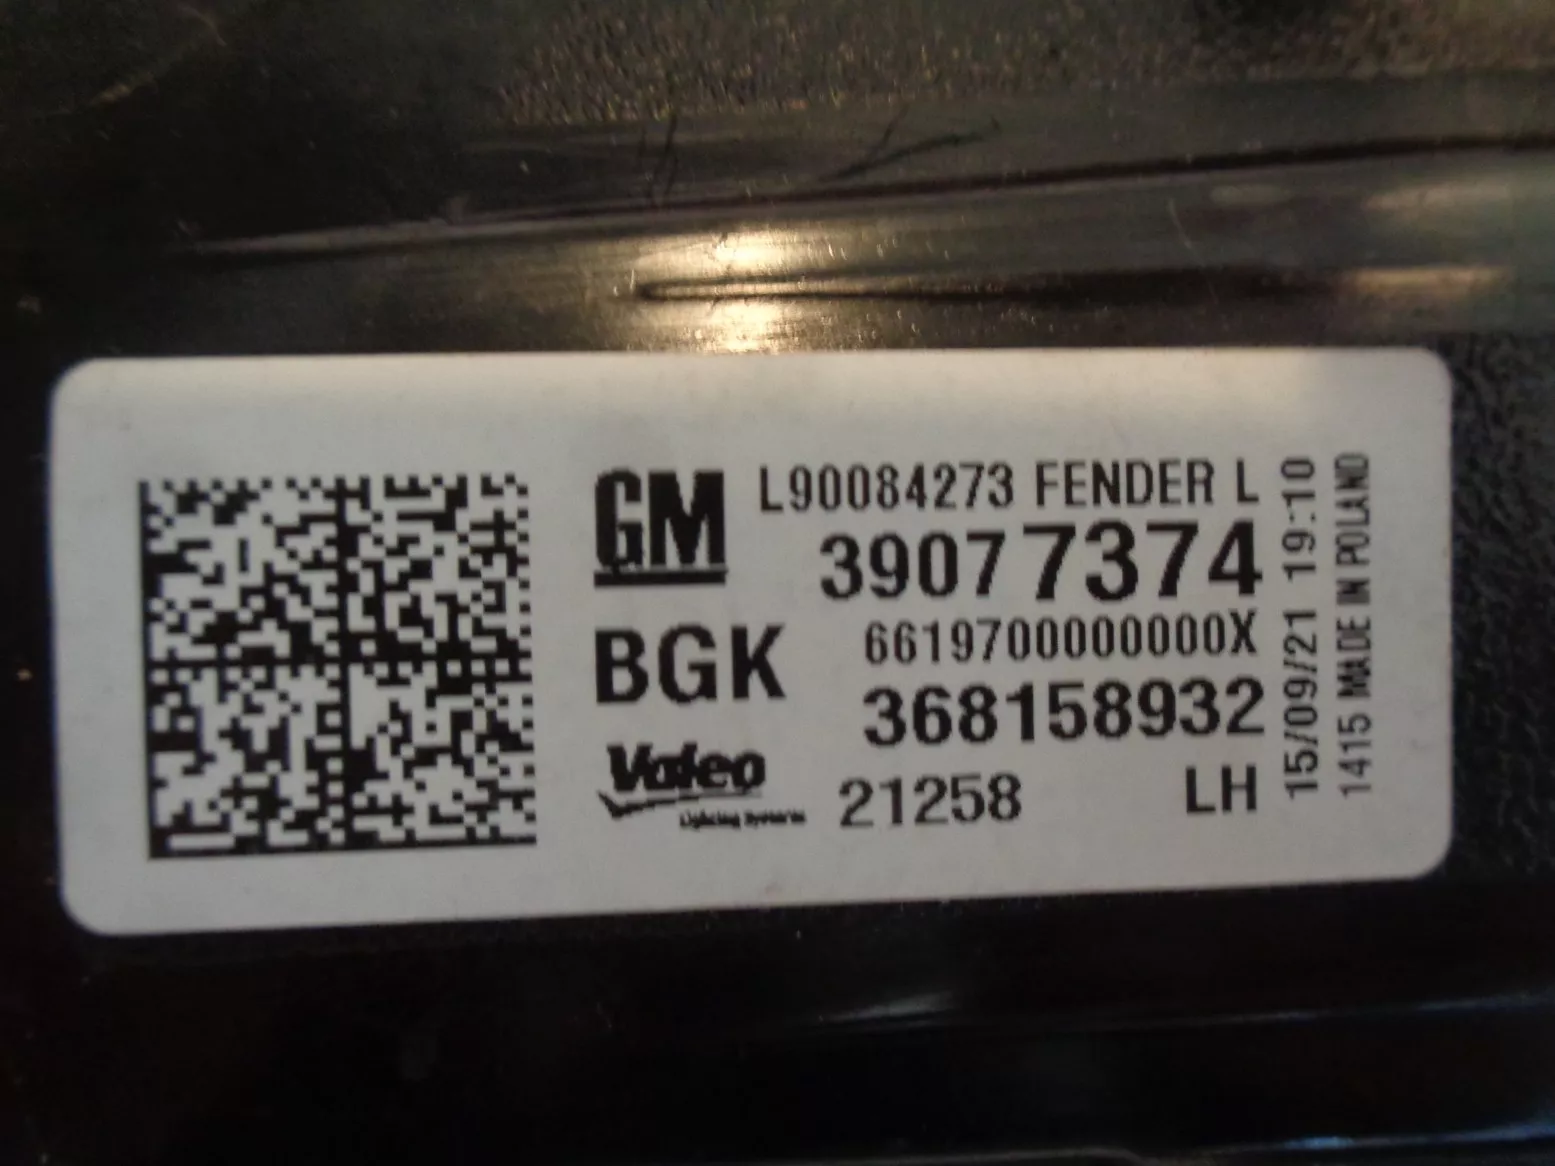 GM
L90084273 FENDER L
39077374
BGK
6619700000000X
368158932
Valeo
Lighting Systems
21258 LH
15/09/21 19:10
1415 MADE IN POLAND